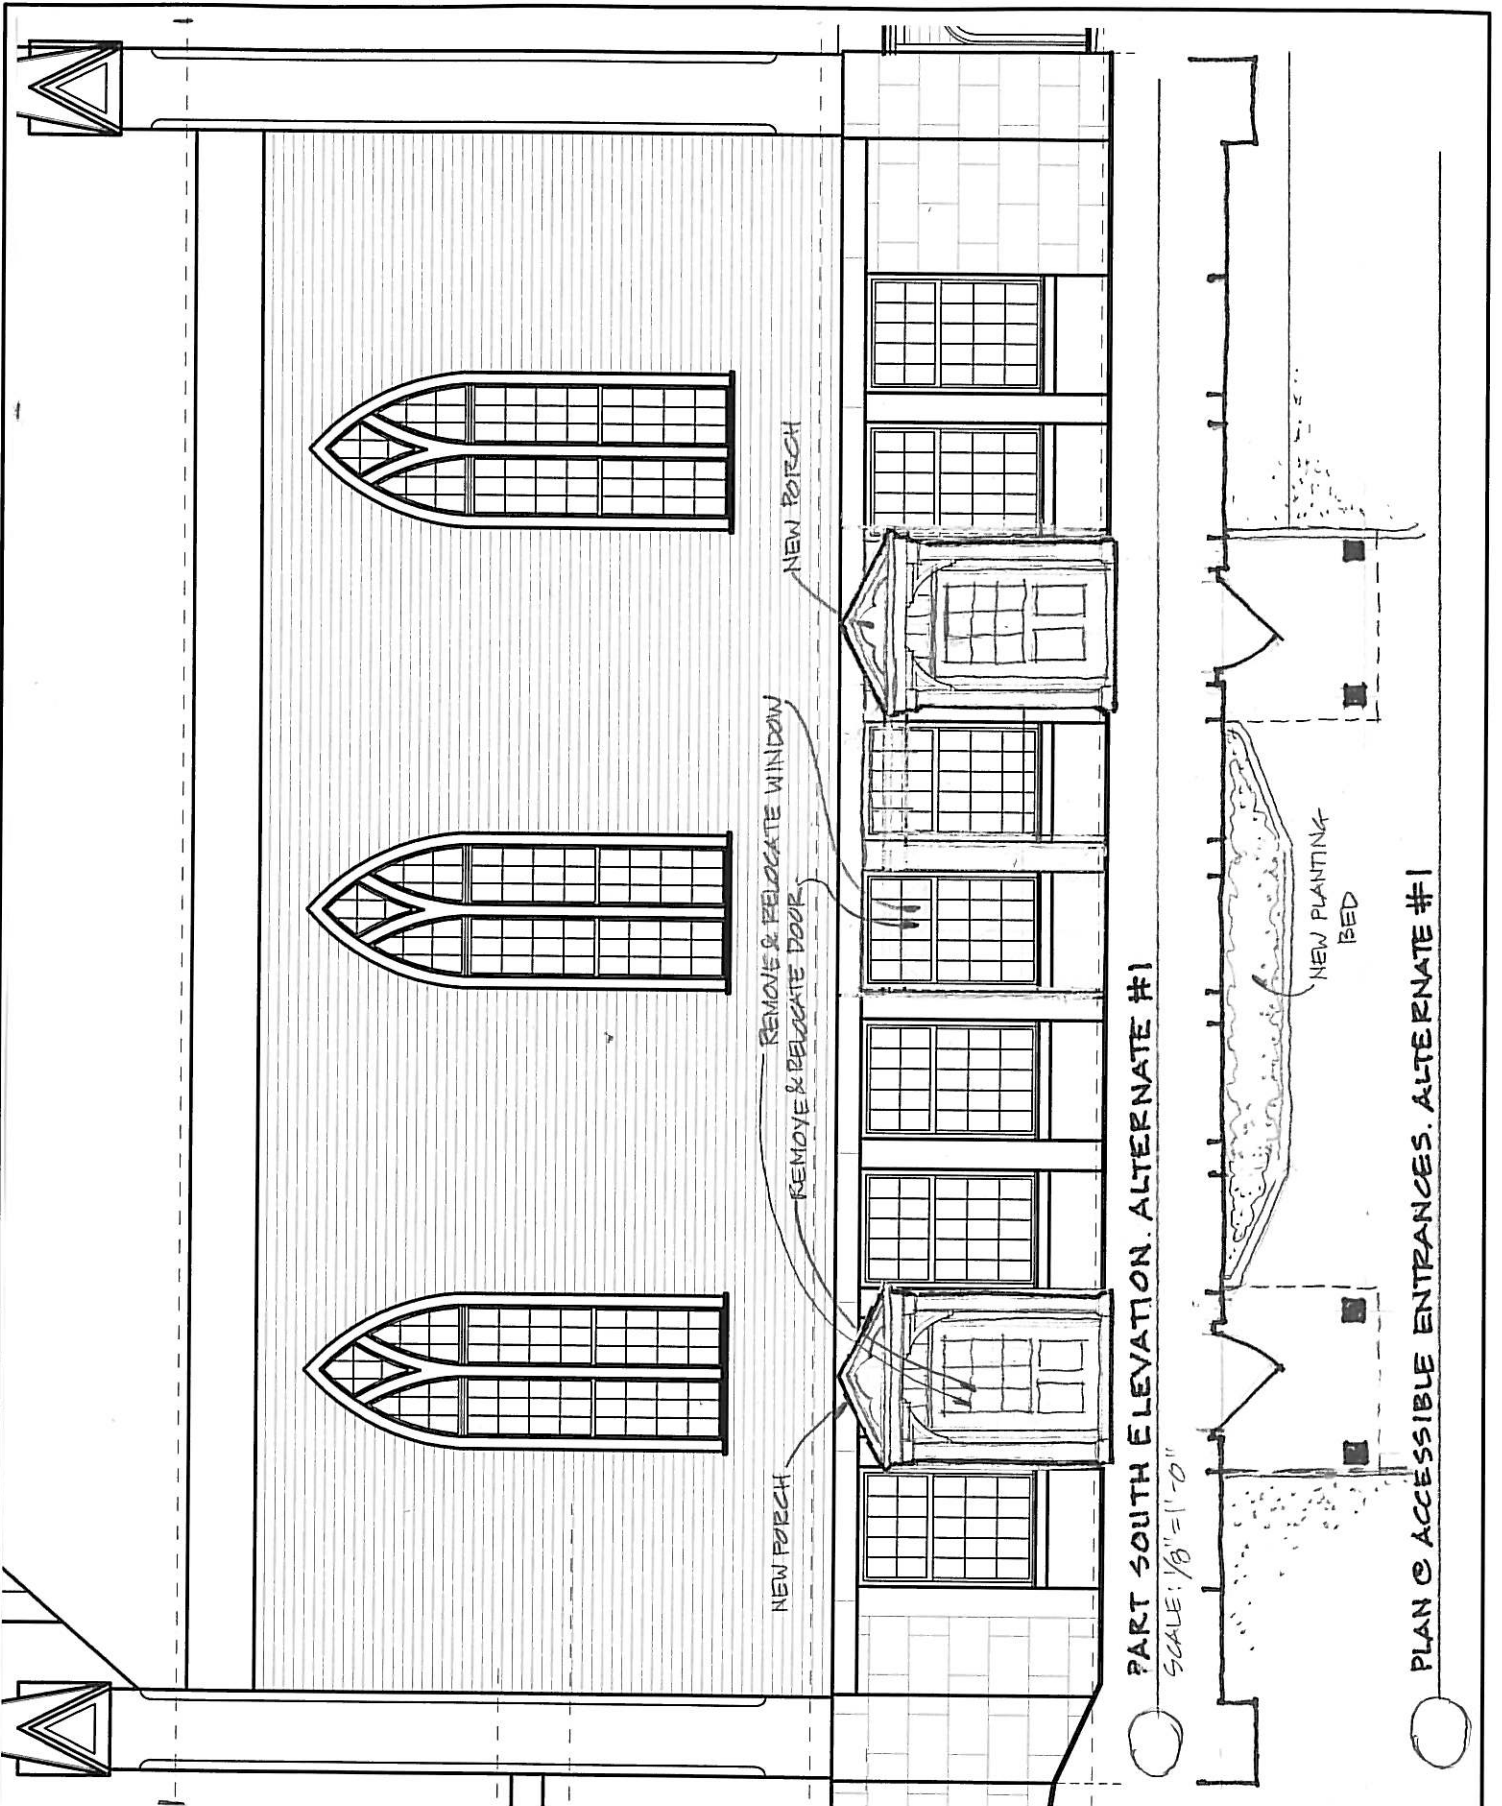 NEW PORCH
REMOVE & RELOCATE WINDOW
REMOVE & RELOCATE DOOR
NEW PORCH
PART SOUTH ELEVATION. ALTERNATE #1
SCALE: 1/8"=1'-0"
NEW PLANTING
BED
PLAN @ ACCESSIBLE ENTRANCES. ALTERNATE #1